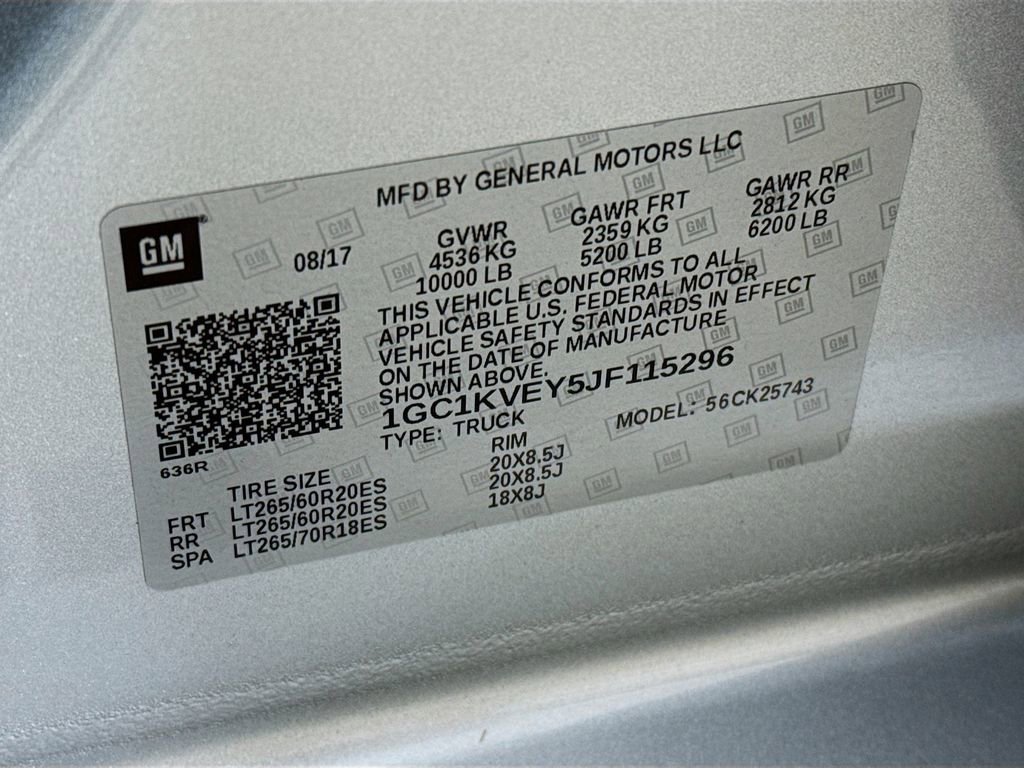 MFD BY GENERAL MOTORS LLC
GM
08/17
GVWR GAWR FRT GAWR RR
4536 KG 2359 KG 2812 KG
10000 LB 5200 LB 6200 LB
THIS VEHICLE CONFORMS TO ALL
APPLICABLE U.S. FEDERAL MOTOR
VEHICLE SAFETY STANDARDS IN EFFECT
ON THE DATE OF MANUFACTURE
SHOWN ABOVE.
1GC1KVEY5JF115296
TYPE: TRUCK MODEL: 56CK25743
636R
TIRE SIZE RIM
FRT LT265/60R20ES 20X8.5J
RR LT265/60R20ES 20X8.5J
SPA LT265/70R18ES 18X8J